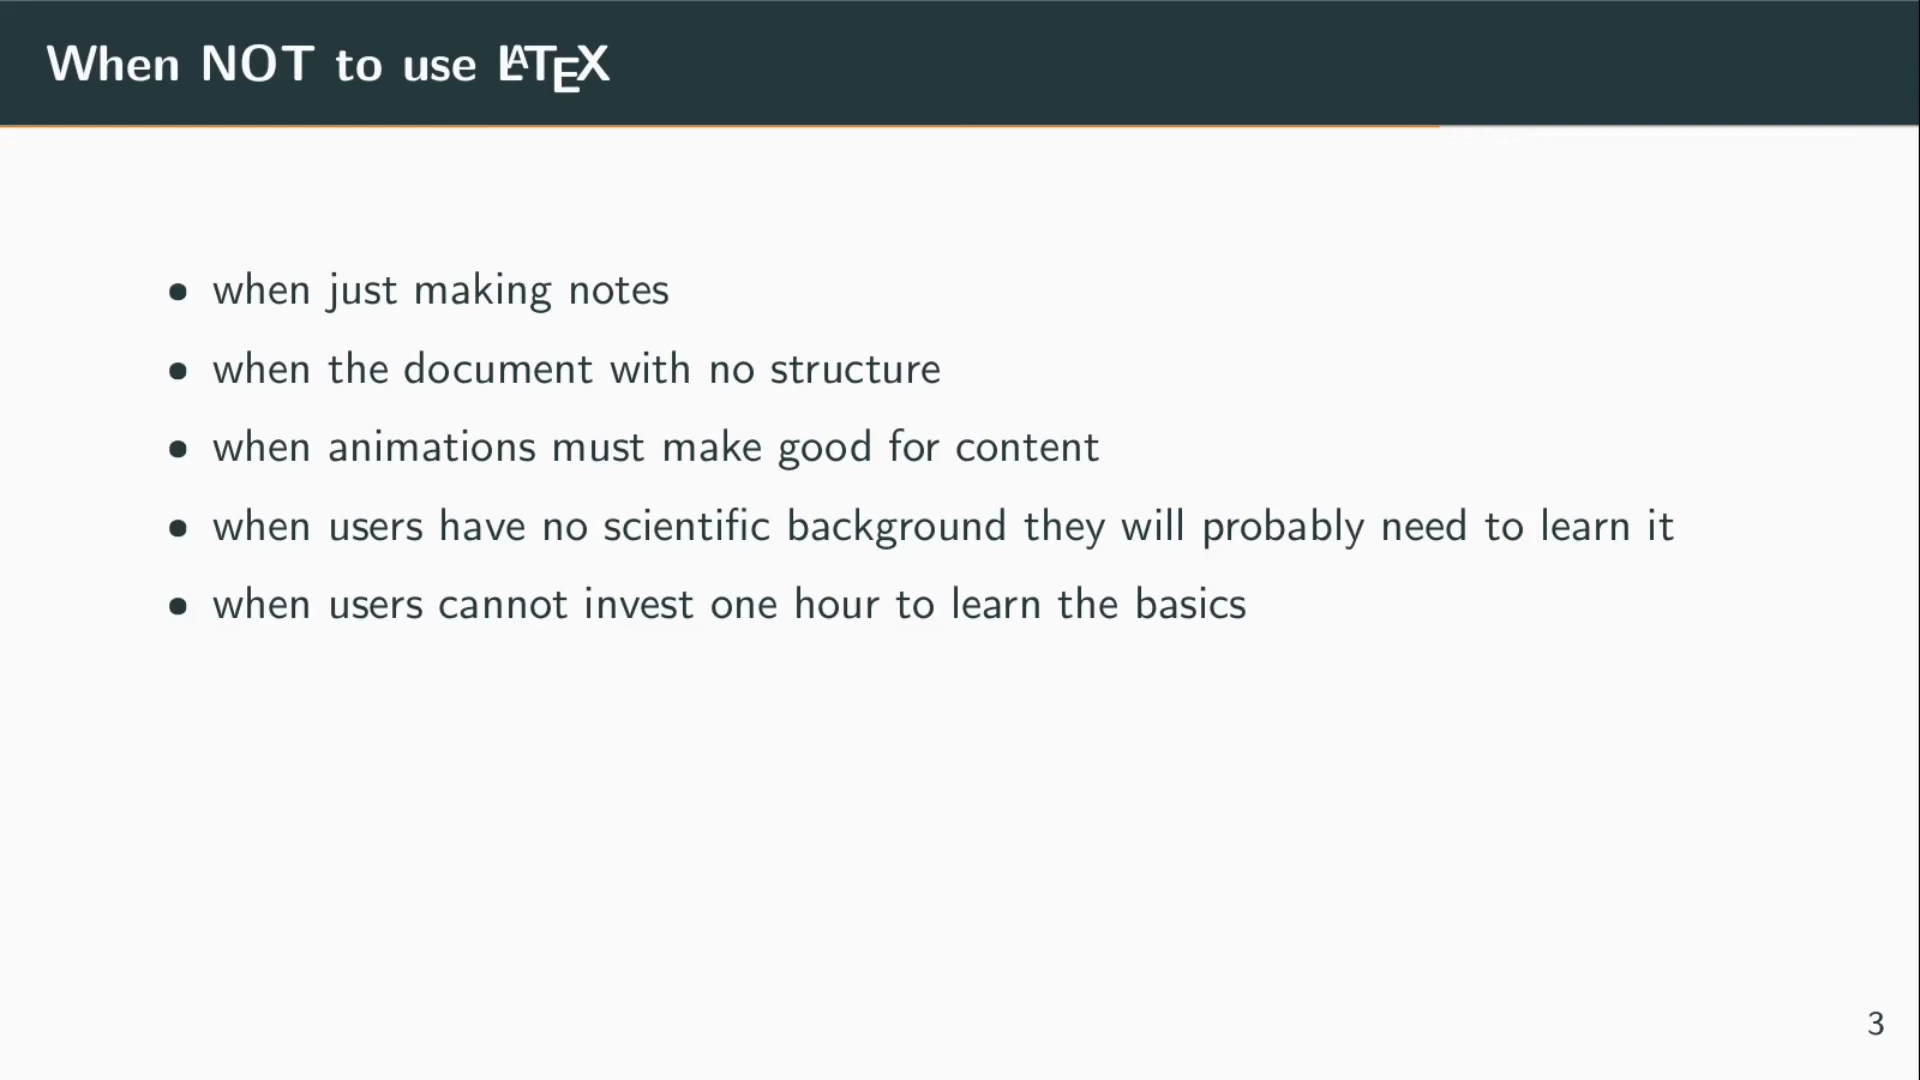 When NOT to use LATEX
• when just making notes
• when the document with no structure
• when animations must make good for content
• when users have no scientific background they will probably need to learn it
• when users cannot invest one hour to learn the basics
3